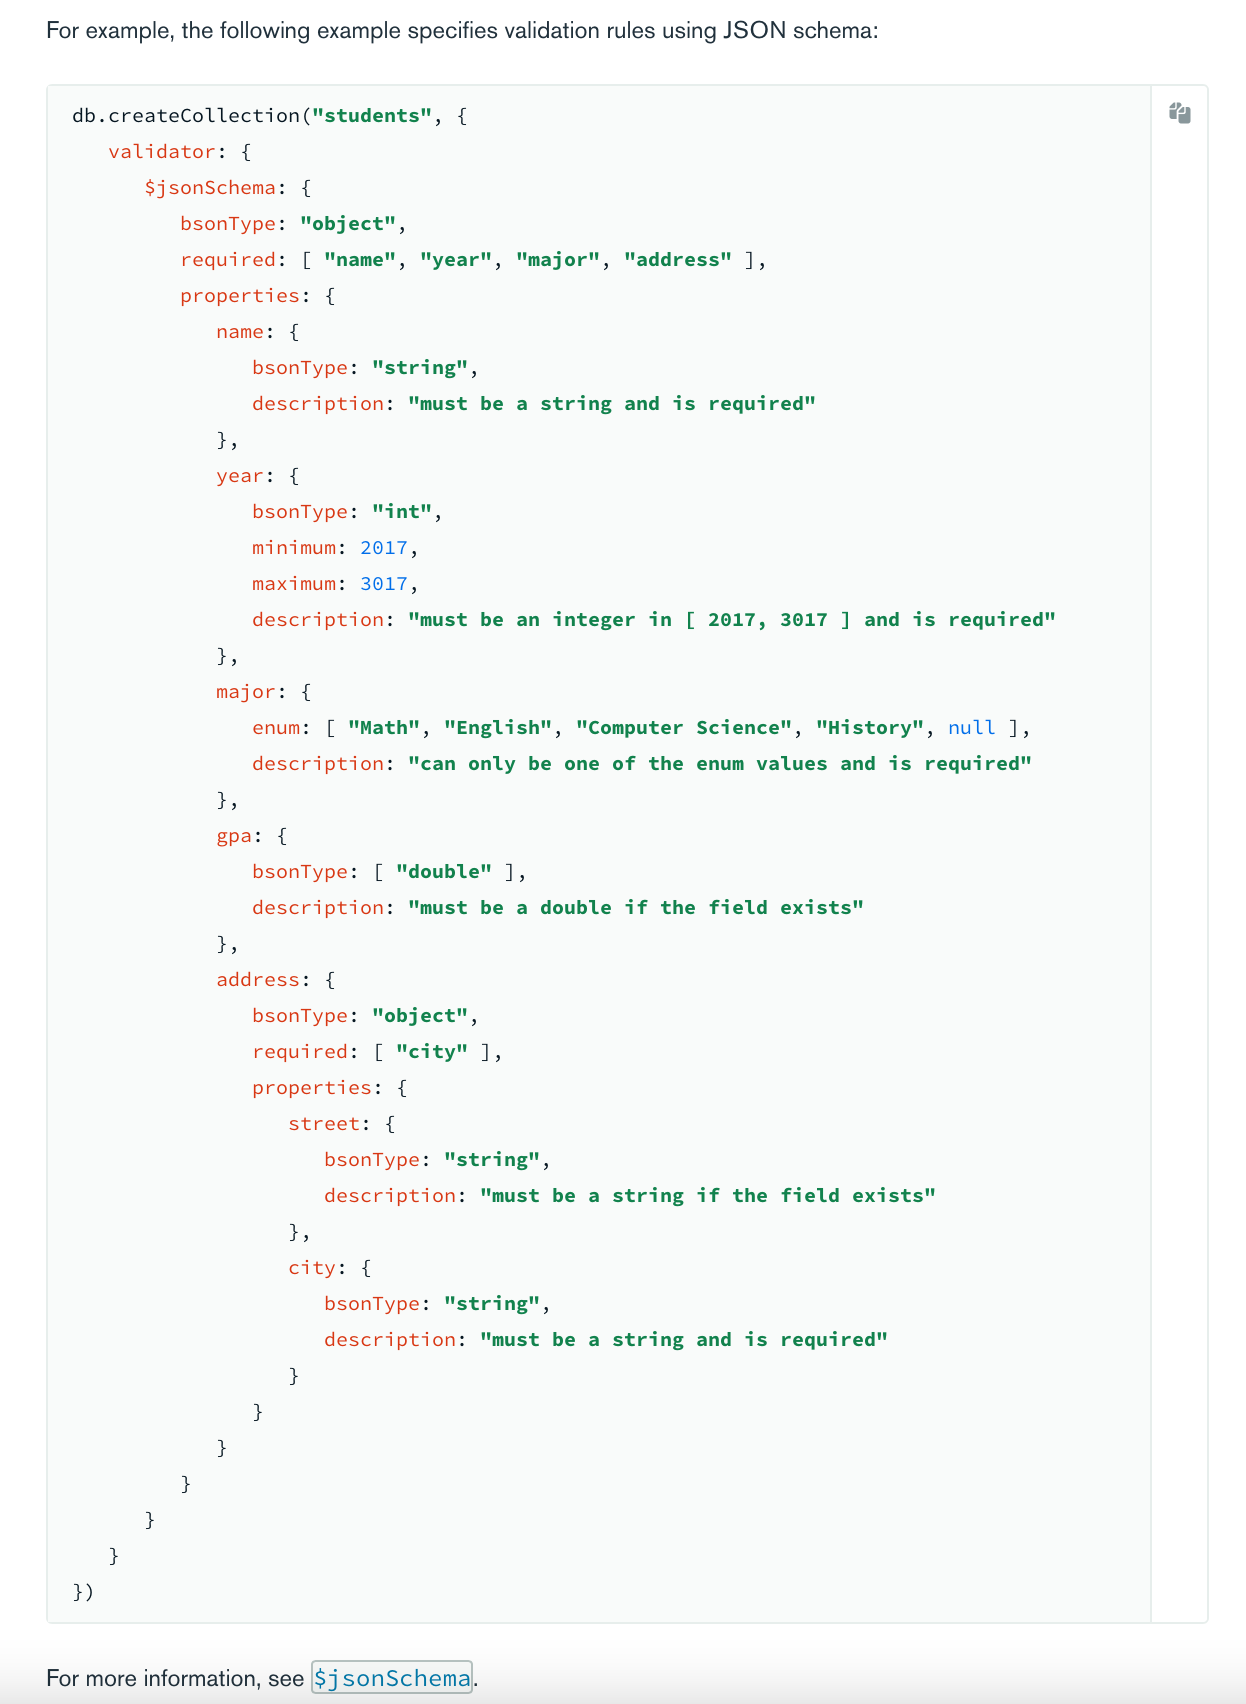 For example, the following example specifies validation rules using JSON schema:
db.createCollection("students", {
   validator: {
      $jsonSchema: {
         bsonType: "object",
         required: [ "name", "year", "major", "address" ],
         properties: {
            name: {
               bsonType: "string",
               description: "must be a string and is required"
            },
            year: {
               bsonType: "int",
               minimum: 2017,
               maximum: 3017,
               description: "must be an integer in [ 2017, 3017 ] and is required"
            },
            major: {
               enum: [ "Math", "English", "Computer Science", "History", null ],
               description: "can only be one of the enum values and is required"
            },
            gpa: {
               bsonType: [ "double" ],
               description: "must be a double if the field exists"
            },
            address: {
               bsonType: "object",
               required: [ "city" ],
               properties: {
                  street: {
                     bsonType: "string",
                     description: "must be a string if the field exists"
                  },
                  city: {
                     bsonType: "string",
                     description: "must be a string and is required"
                  }
               }
            }
         }
      }
   }
})
For more information, see $jsonSchema.